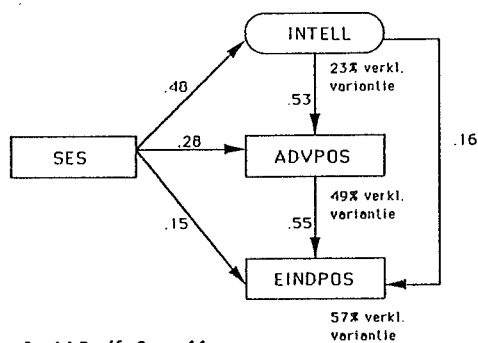 INTELL
23% verkl.
variantie
.48
.53
.16
SES
.28
ADVPOS
49% verkl.
variantie
.15
.55
EINDPOS
57% verkl.
variantie